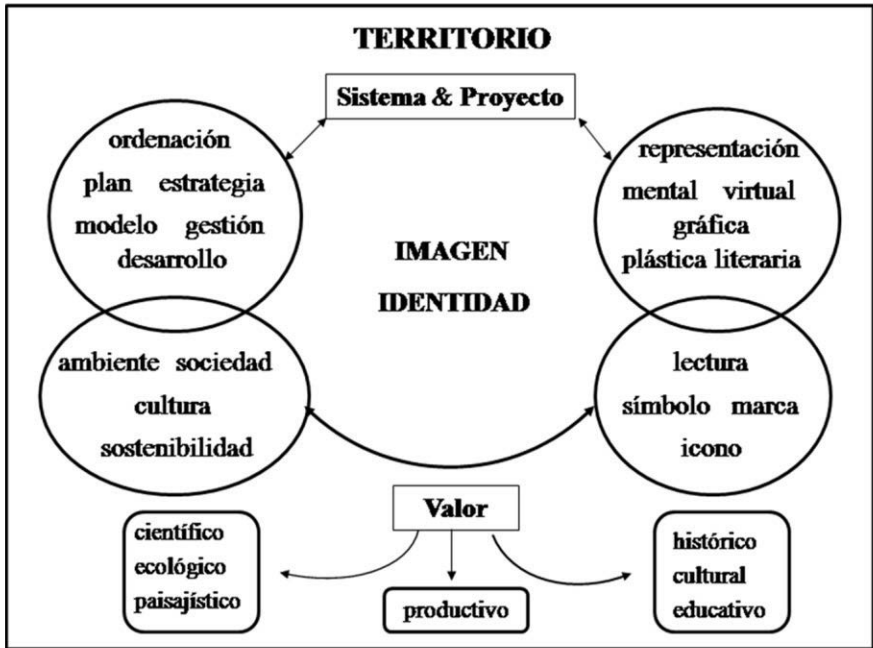 TERRITORIO
Sistema & Proyecto
ordenación
plan estrategia
modelo gestión
desarrollo
representación
mental virtual
gráfica
plástica literaria
IMAGEN
IDENTIDAD
ambiente sociedad
cultura
sostenibilidad
lectura
símbolo marca
icono
Valor
científico
ecológico
paisajístico
productivo
histórico
cultural
educativo